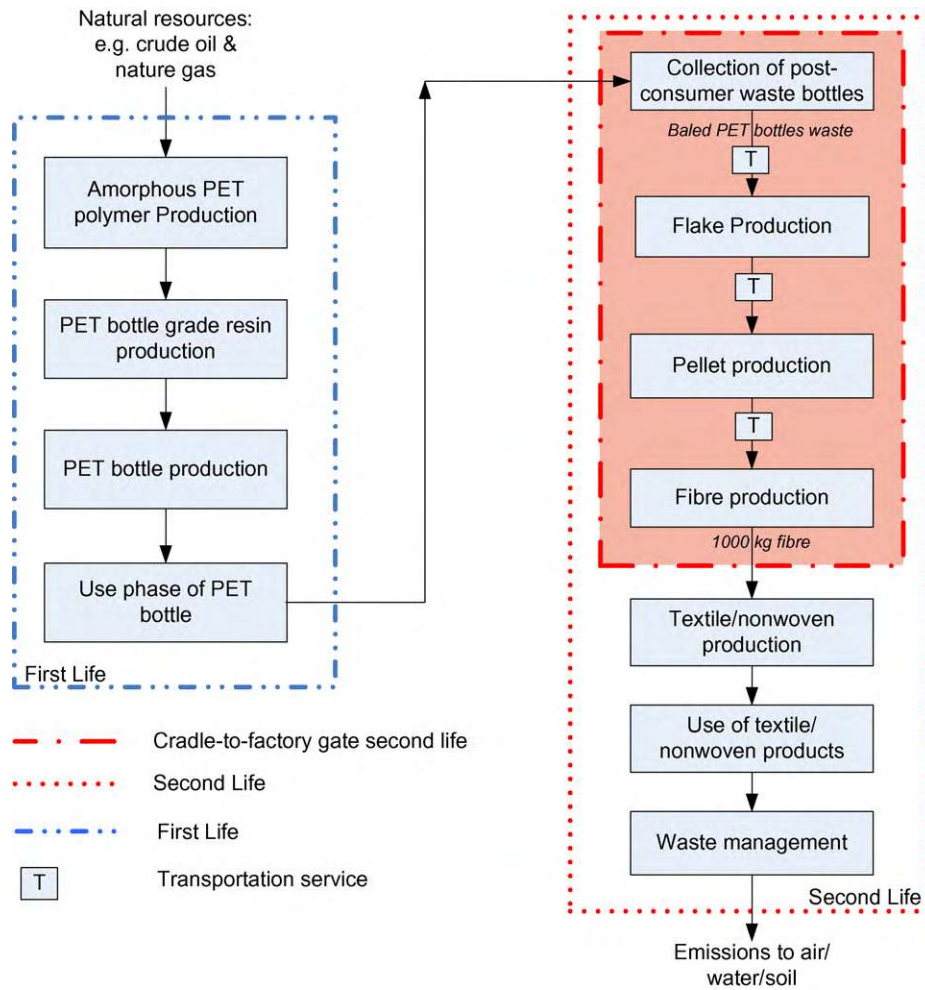 Natural resources:
e.g. crude oil &
nature gas
Amorphous PET
polymer Production
PET bottle grade resin
production
PET bottle production
Use phase of PET
bottle
First Life
Collection of post-
consumer waste bottles
Baled PET bottles waste
T
Flake Production
T
Pellet production
T
Fibre production
1000 kg fibre
Textile/nonwoven
production
Use of textile/
nonwoven products
Waste management
Second Life
Emissions to air/
water/soil
Cradle-to-factory gate second life
Second Life
First Life
T
Transportation service